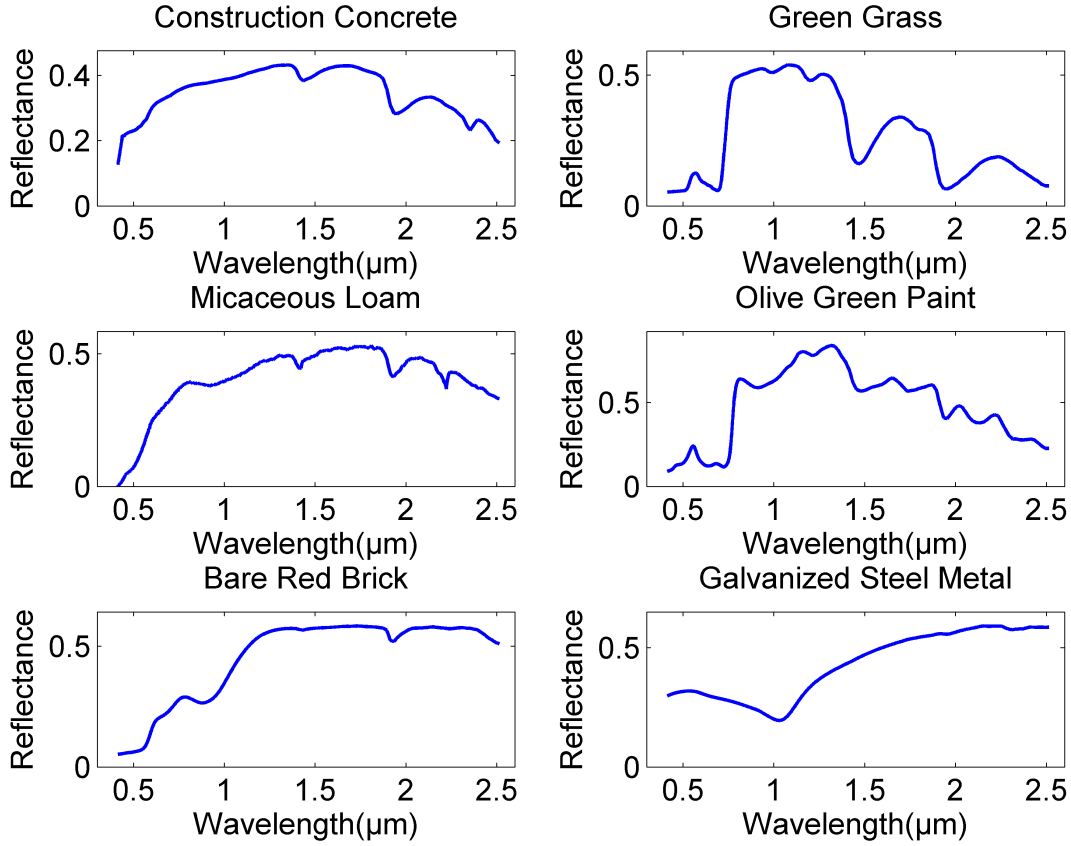 Construction Concrete
Reflectance
0.4
0.2
0
0.5 1 1.5 2 2.5
Wavelength(μm)
Green Grass
Reflectance
0.5
0
0.5 1 1.5 2 2.5
Wavelength(μm)
Micaceous Loam
Reflectance
0.5
0
0.5 1 1.5 2 2.5
Wavelength(μm)
Olive Green Paint
Reflectance
0.5
0
0.5 1 1.5 2 2.5
Wavelength(μm)
Bare Red Brick
Reflectance
0.5
0
0.5 1 1.5 2 2.5
Wavelength(μm)
Galvanized Steel Metal
Reflectance
0.5
0
0.5 1 1.5 2 2.5
Wavelength(μm)